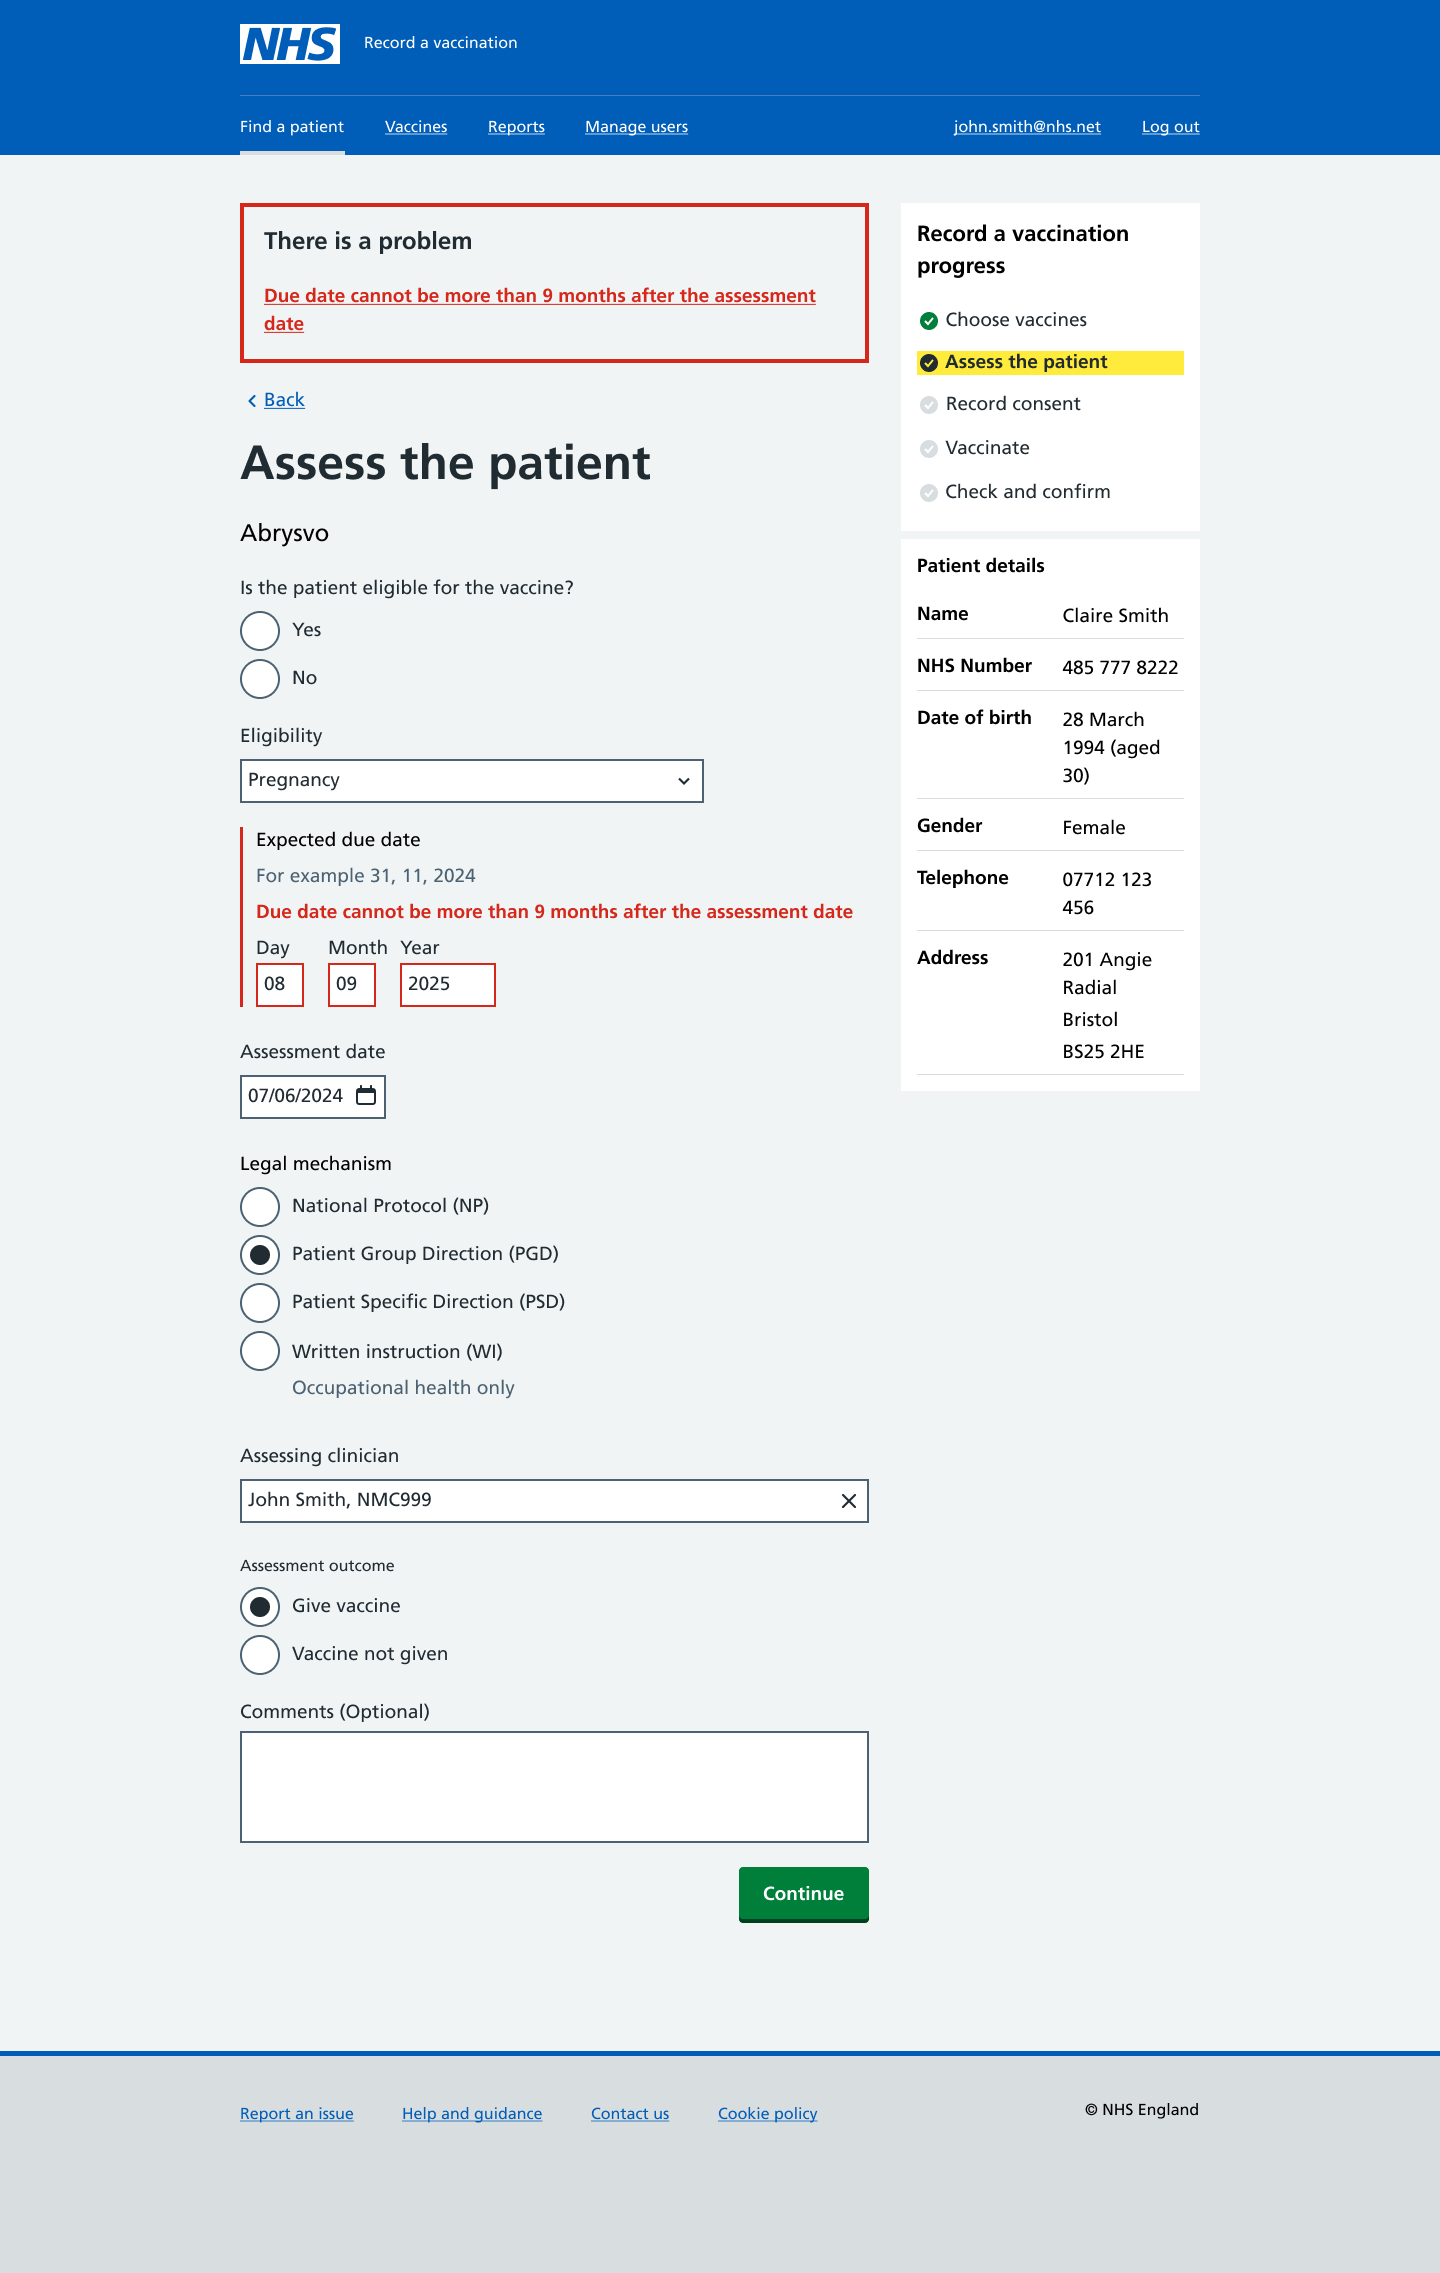 NHS Record a vaccination
Find a patient Vaccines Reports Manage users john.smith@nhs.net Log out
There is a problem
Due date cannot be more than 9 months after the assessment
date
Back
Assess the patient
Abrysvo
Is the patient eligible for the vaccine?
Yes
No
Eligibility
Pregnancy
Expected due date
For example 31, 11, 2024
Due date cannot be more than 9 months after the assessment date
Day Month Year
08 09 2025
Assessment date
07/06/2024
Legal mechanism
National Protocol (NP)
Patient Group Direction (PGD)
Patient Specific Direction (PSD)
Written instruction (WI)
Occupational health only
Assessing clinician
John Smith, NMC999
Assessment outcome
Give vaccine
Vaccine not given
Comments (Optional)
Continue
Record a vaccination
progress
Choose vaccines
Assess the patient
Record consent
Vaccinate
Check and confirm
Patient details
Name Claire Smith
NHS Number 485 777 8222
Date of birth 28 March
1994 (aged
30)
Gender Female
Telephone 07712 123
456
Address 201 Angie
Radial
Bristol
BS25 2HE
Report an issue Help and guidance Contact us Cookie policy © NHS England